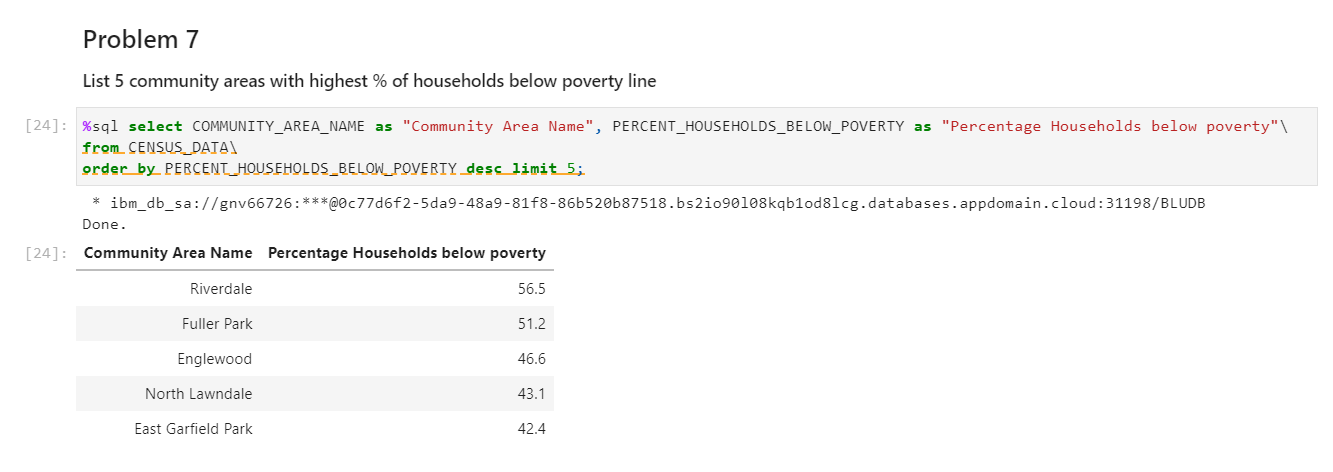 Problem 7
List 5 community areas with highest % of households below poverty line
[24]: %sql select COMMUNITY_AREA_NAME as "Community Area Name", PERCENT_HOUSEHOLDS_BELOW_POVERTY as "Percentage Households below poverty"\
from CENSUS_DATA\
order by PERCENT_HOUSEHOLDS_BELOW_POVERTY desc limit 5;
* ibm_db_sa://gnv66726:***@0c77d6f2-5da9-48a9-81f8-86b520b87518.bs2io90l08kqb1od8lcg.databases.appdomain.cloud:31198/BLUDB
Done.
[24]: Community Area Name Percentage Households below poverty
Riverdale 56.5
Fuller Park 51.2
Englewood 46.6
North Lawndale 43.1
East Garfield Park 42.4